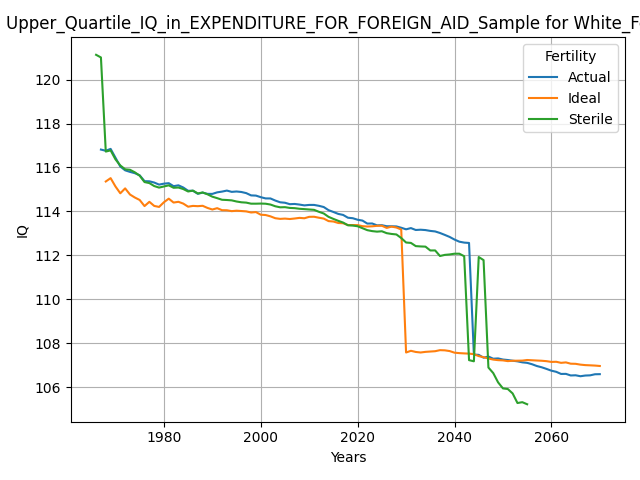 Upper_Quartile_IQ_in_EXPENDITURE_FOR_FOREIGN_AID_Sample for White_F
Fertility
Actual
Ideal
Sterile
IQ
120
118
116
114
112
110
108
106
1980 2000 2020 2040 2060
Years